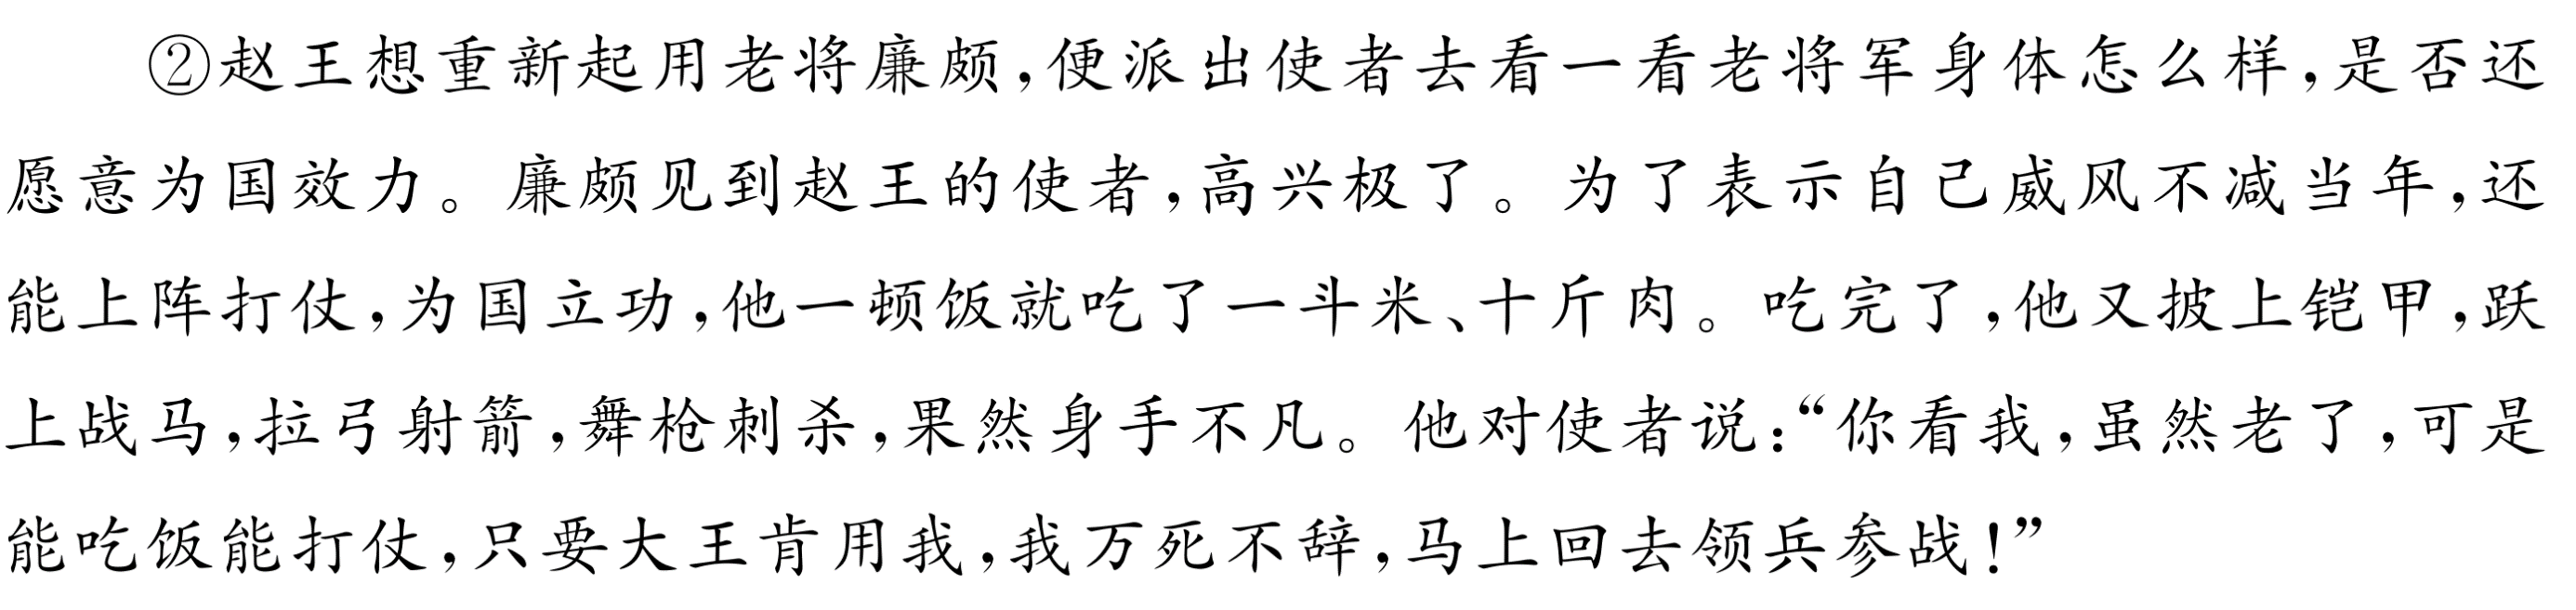 ②赵王想重新起用老将廉颇,便派出使者去看一看老将军身体怎么样,是否还
愿意为国效力。廉颇见到赵王的使者,高兴极了。为了表示自己威风不减当年,还
能上阵打仗,为国立功,他一顿饭就吃了一斗米、十斤肉。吃完了,他又披上铠甲,跃
上战马,拉弓射箭,舞枪刺杀,果然身手不凡。他对使者说:“你看我,虽然老了,可是
能吃饭能打仗,只要大王肯用我,我万死不辞,马上回去领兵参战!”